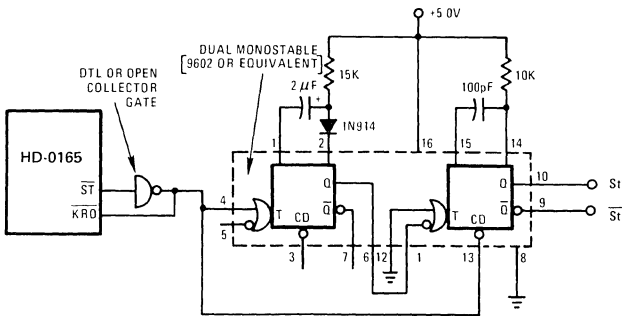 +5 0V
DUAL MONOSTABLE
[9602 OR EQUIVALENT]
15K
10K
DTL OR OPEN
COLLECTOR
GATE
2 μF
+
100pF
1N914
1
2
16
15
14
HD-0165
ST
KRO
4
5
T
Q
Q
CD
T
Q
Q
CD
10
St
9
St
3
7
6
12
1
13
8